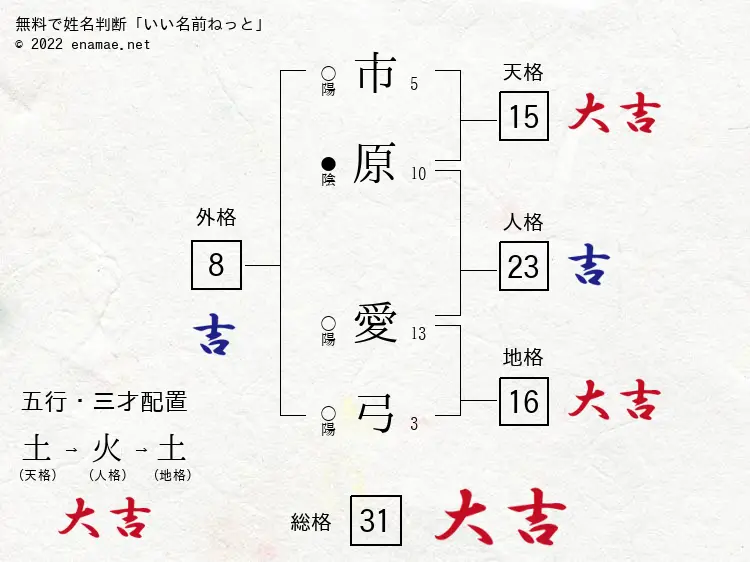 無料で姓名判断「いい名前ねっと」
© 2022 enamae.net
○陽 市 5
●陰 原 10
○陽 愛 13
○陽 弓 3
天格
15 大吉
人格
23 吉
地格
16 大吉
外格
8
吉
五行・三才配置
土→火→土
(天格) (人格) (地格)
大吉
総格 31 大吉